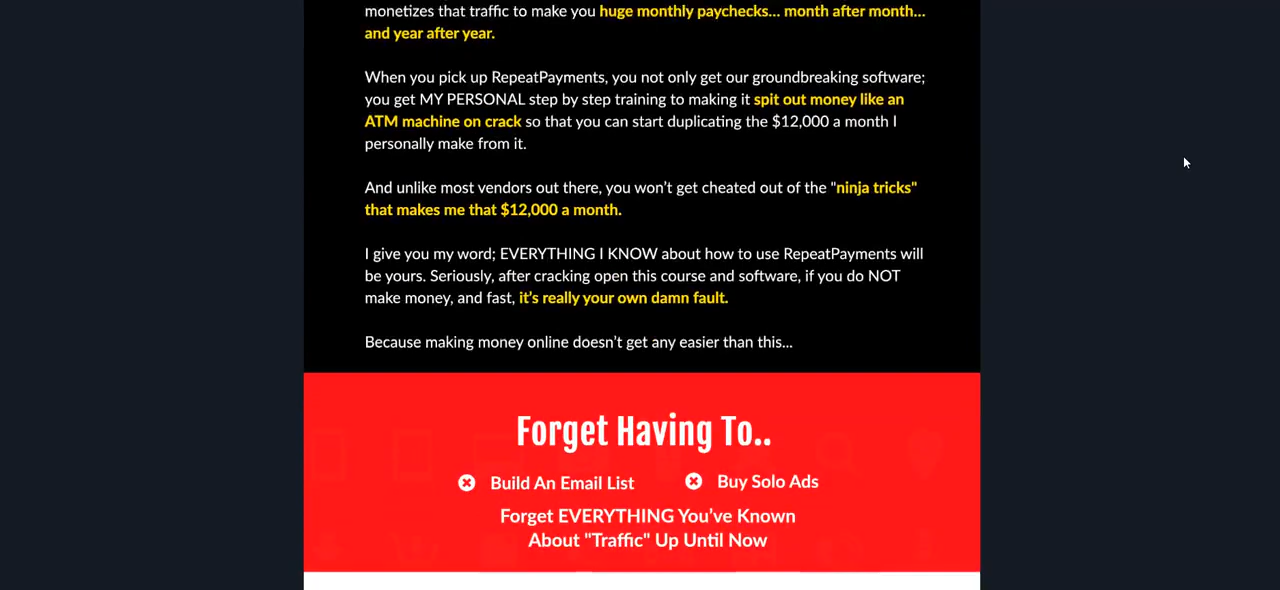 monetizes that traffic to make you huge monthly paychecks... month after month...
and year after year.
When you pick up RepeatPayments, you not only get our groundbreaking software;
you get MY PERSONAL step by step training to making it spit out money like an
ATM machine on crack so that you can start duplicating the $12,000 a month I
personally make from it.
And unlike most vendors out there, you won't get cheated out of the "ninja tricks"
that makes me that $12,000 a month.
I give you my word; EVERYTHING I KNOW about how to use RepeatPayments will
be yours. Seriously, after cracking open this course and software, if you do NOT
make money, and fast, it's really your own damn fault.
Because making money online doesn't get any easier than this...
Forget Having To..
Build An Email List
Buy Solo Ads
Forget EVERYTHING You've Known
About "Traffic" Up Until Now